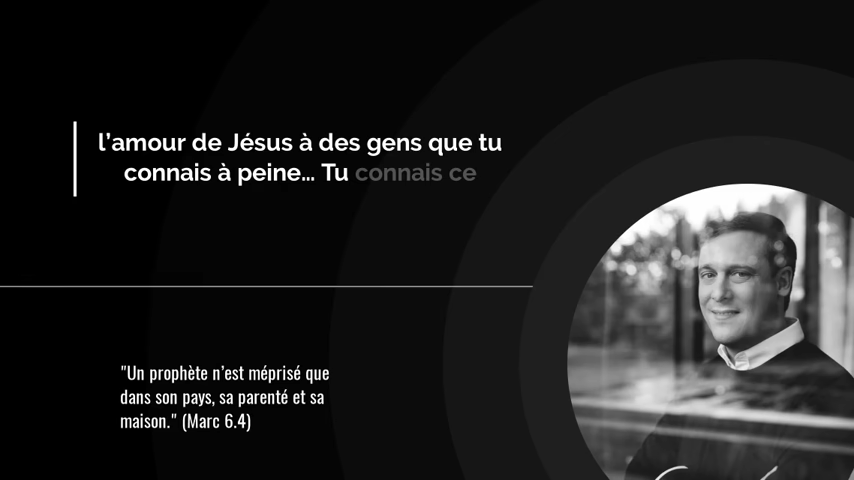 l’amour de Jésus à des gens que tu
connais à peine… Tu connais ce
"Un prophète n’est méprisé que
dans son pays, sa parenté et sa
maison." (Marc 6.4)